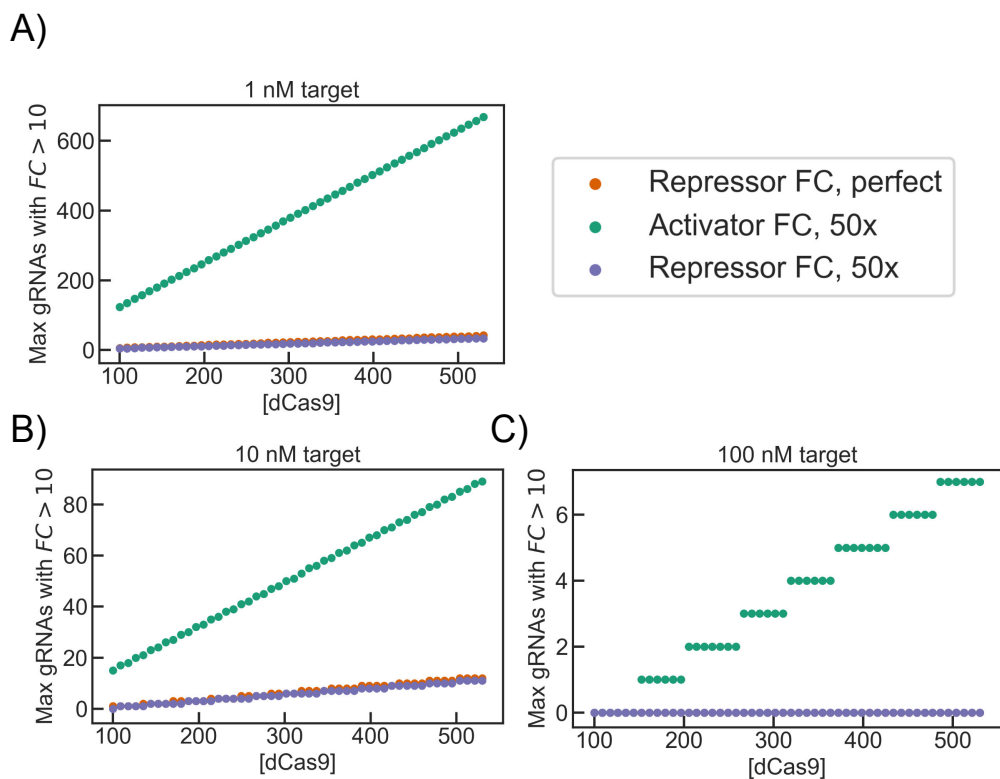 A)
1 nM target
Max gRNAs with FC > 10
600
400
200
0
100 200 300 400 500
[dCas9]
Repressor FC, perfect
Activator FC, 50x
Repressor FC, 50x
B)
10 nM target
Max gRNAs with FC > 10
80
60
40
20
0
100 200 300 400 500
[dCas9]
C)
100 nM target
Max gRNAs with FC > 10
6
4
2
0
100 200 300 400 500
[dCas9]